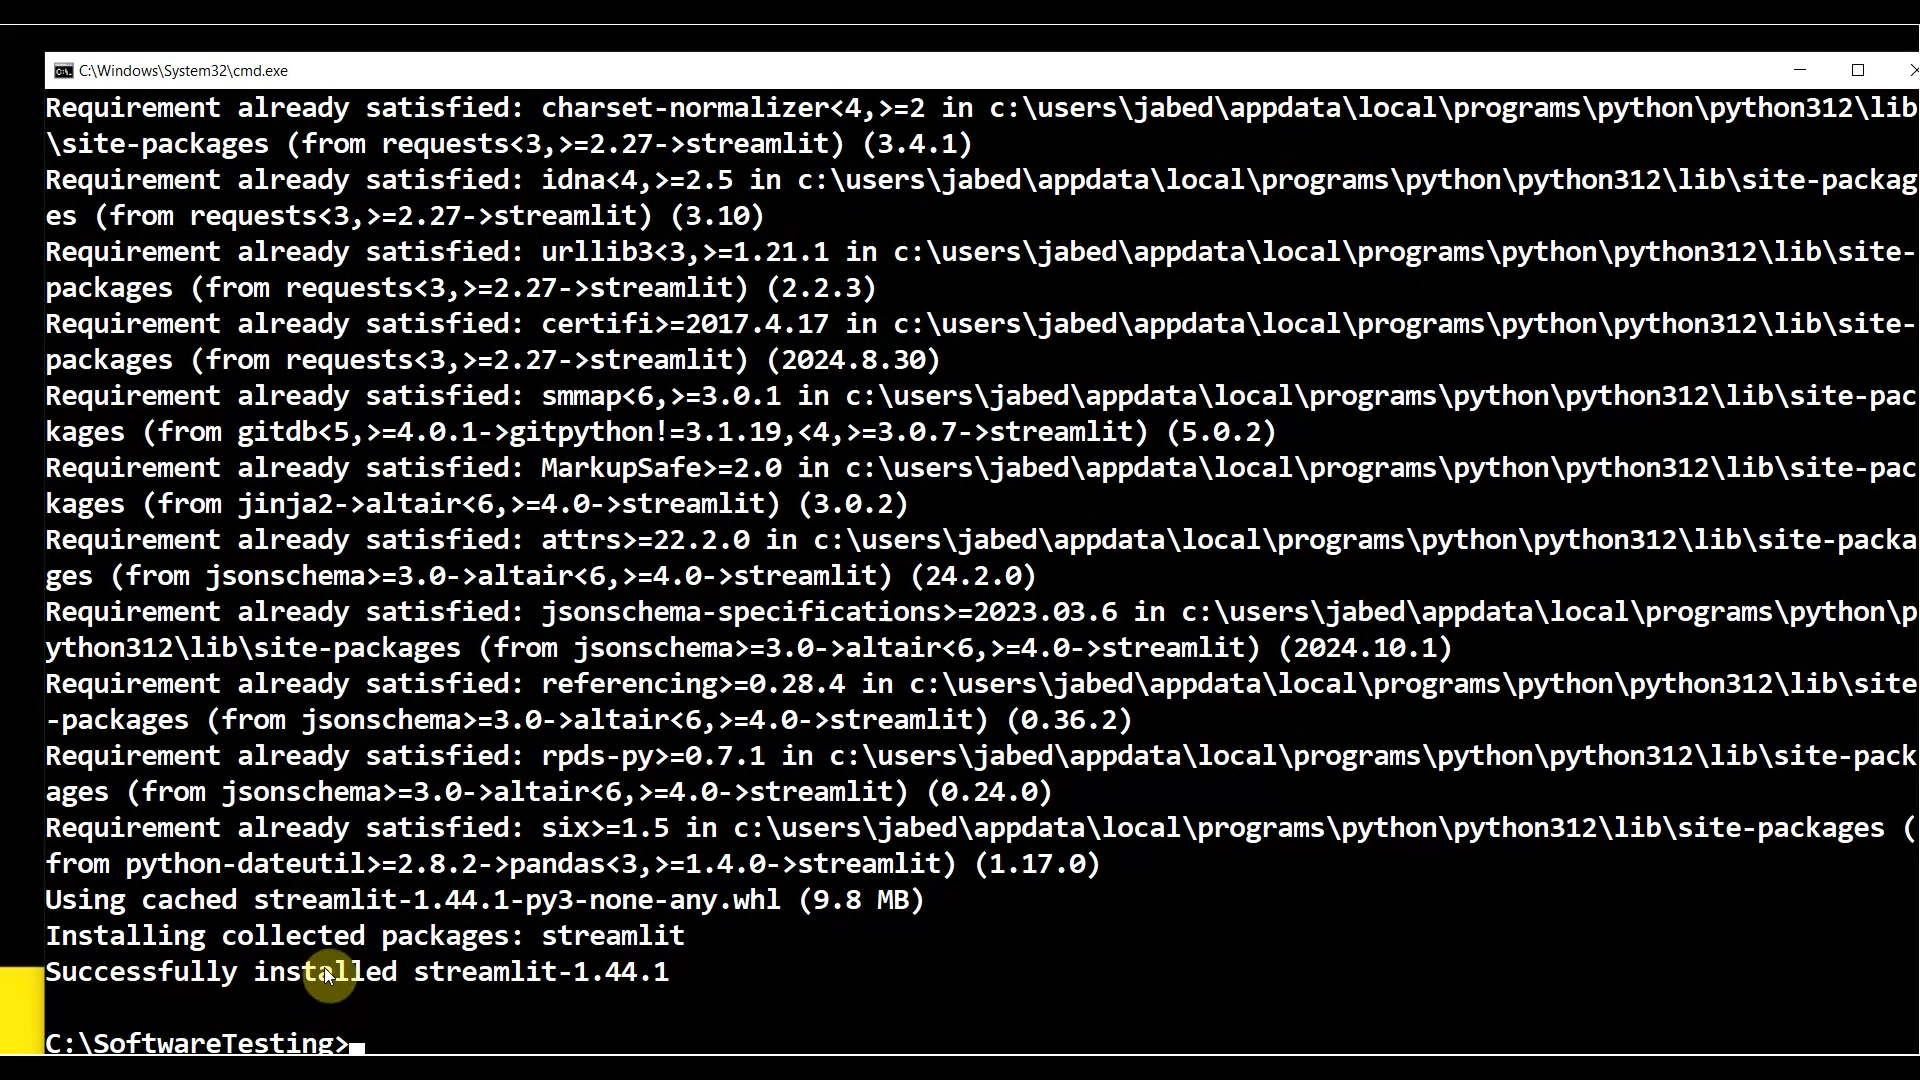 C:\Windows\System32\cmd.exe
Requirement already satisfied: charset-normalizer<4,>=2 in c:\users\jabed\appdata\local\programs\python\python312\lib
\site-packages (from requests<3,>=2.27->streamlit) (3.4.1)
Requirement already satisfied: idna<4,>=2.5 in c:\users\jabed\appdata\local\programs\python\python312\lib\site-packag
es (from requests<3,>=2.27->streamlit) (3.10)
Requirement already satisfied: urllib3<3,>=1.21.1 in c:\users\jabed\appdata\local\programs\python\python312\lib\site-
packages (from requests<3,>=2.27->streamlit) (2.2.3)
Requirement already satisfied: certifi>=2017.4.17 in c:\users\jabed\appdata\local\programs\python\python312\lib\site-
packages (from requests<3,>=2.27->streamlit) (2024.8.30)
Requirement already satisfied: smmap<6,>=3.0.1 in c:\users\jabed\appdata\local\programs\python\python312\lib\site-pac
kages (from gitdb<5,>=4.0.1->gitpython!=3.1.19,<4,>=3.0.7->streamlit) (5.0.2)
Requirement already satisfied: MarkupSafe>=2.0 in c:\users\jabed\appdata\local\programs\python\python312\lib\site-pac
kages (from jinja2->altair<6,>=4.0->streamlit) (3.0.2)
Requirement already satisfied: attrs>=22.2.0 in c:\users\jabed\appdata\local\programs\python\python312\lib\site-packa
ges (from jsonschema>=3.0->altair<6,>=4.0->streamlit) (24.2.0)
Requirement already satisfied: jsonschema-specifications>=2023.03.6 in c:\users\jabed\appdata\local\programs\python\p
ython312\lib\site-packages (from jsonschema>=3.0->altair<6,>=4.0->streamlit) (2024.10.1)
Requirement already satisfied: referencing>=0.28.4 in c:\users\jabed\appdata\local\programs\python\python312\lib\site
-packages (from jsonschema>=3.0->altair<6,>=4.0->streamlit) (0.36.2)
Requirement already satisfied: rpds-py>=0.7.1 in c:\users\jabed\appdata\local\programs\python\python312\lib\site-pack
ages (from jsonschema>=3.0->altair<6,>=4.0->streamlit) (0.24.0)
Requirement already satisfied: six>=1.5 in c:\users\jabed\appdata\local\programs\python\python312\lib\site-packages (
from python-dateutil>=2.8.2->pandas<3,>=1.4.0->streamlit) (1.17.0)
Using cached streamlit-1.44.1-py3-none-any.whl (9.8 MB)
Installing collected packages: streamlit
Successfully installed streamlit-1.44.1
C:\SoftwareTesting>